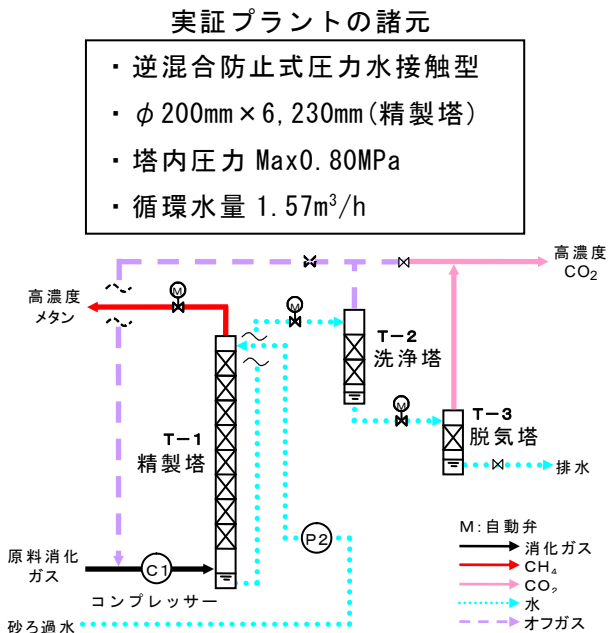 実証プラントの諸元
・逆混合防止式圧力水接触型
・φ200mm×6,230mm(精製塔)
・塔内圧力 Max0.80MPa
・循環水量 1.57m³/h
高濃度
CO₂
高濃度
メタン
M
M
T－2
洗浄塔
M
T－3
脱気塔
T－1
精製塔
排水
P2
原料消化
ガス
C1
コンプレッサー
砂ろ過水
M:自動弁
消化ガス
CH₄
CO₂
水
オフガス